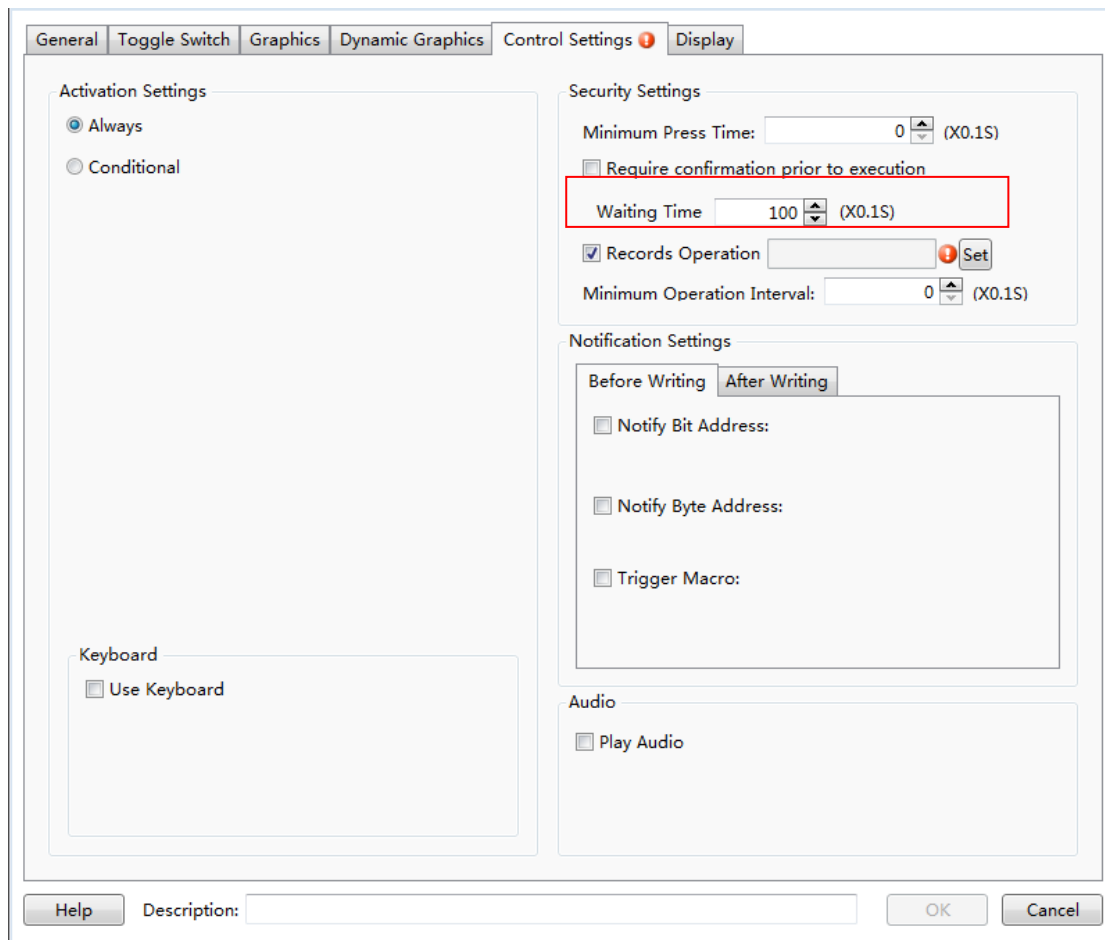 General Toggle Switch Graphics Dynamic Graphics Control Settings Display
Activation Settings
Always
Conditional
Keyboard
Use Keyboard
Security Settings
Minimum Press Time: 0 (X0.1S)
Require confirmation prior to execution
Waiting Time 100 (X0.1S)
Records Operation Set
Minimum Operation Interval: 0 (X0.1S)
Notification Settings
Before Writing After Writing
Notify Bit Address:
Notify Byte Address:
Trigger Macro:
Audio
Play Audio
Help Description: OK Cancel